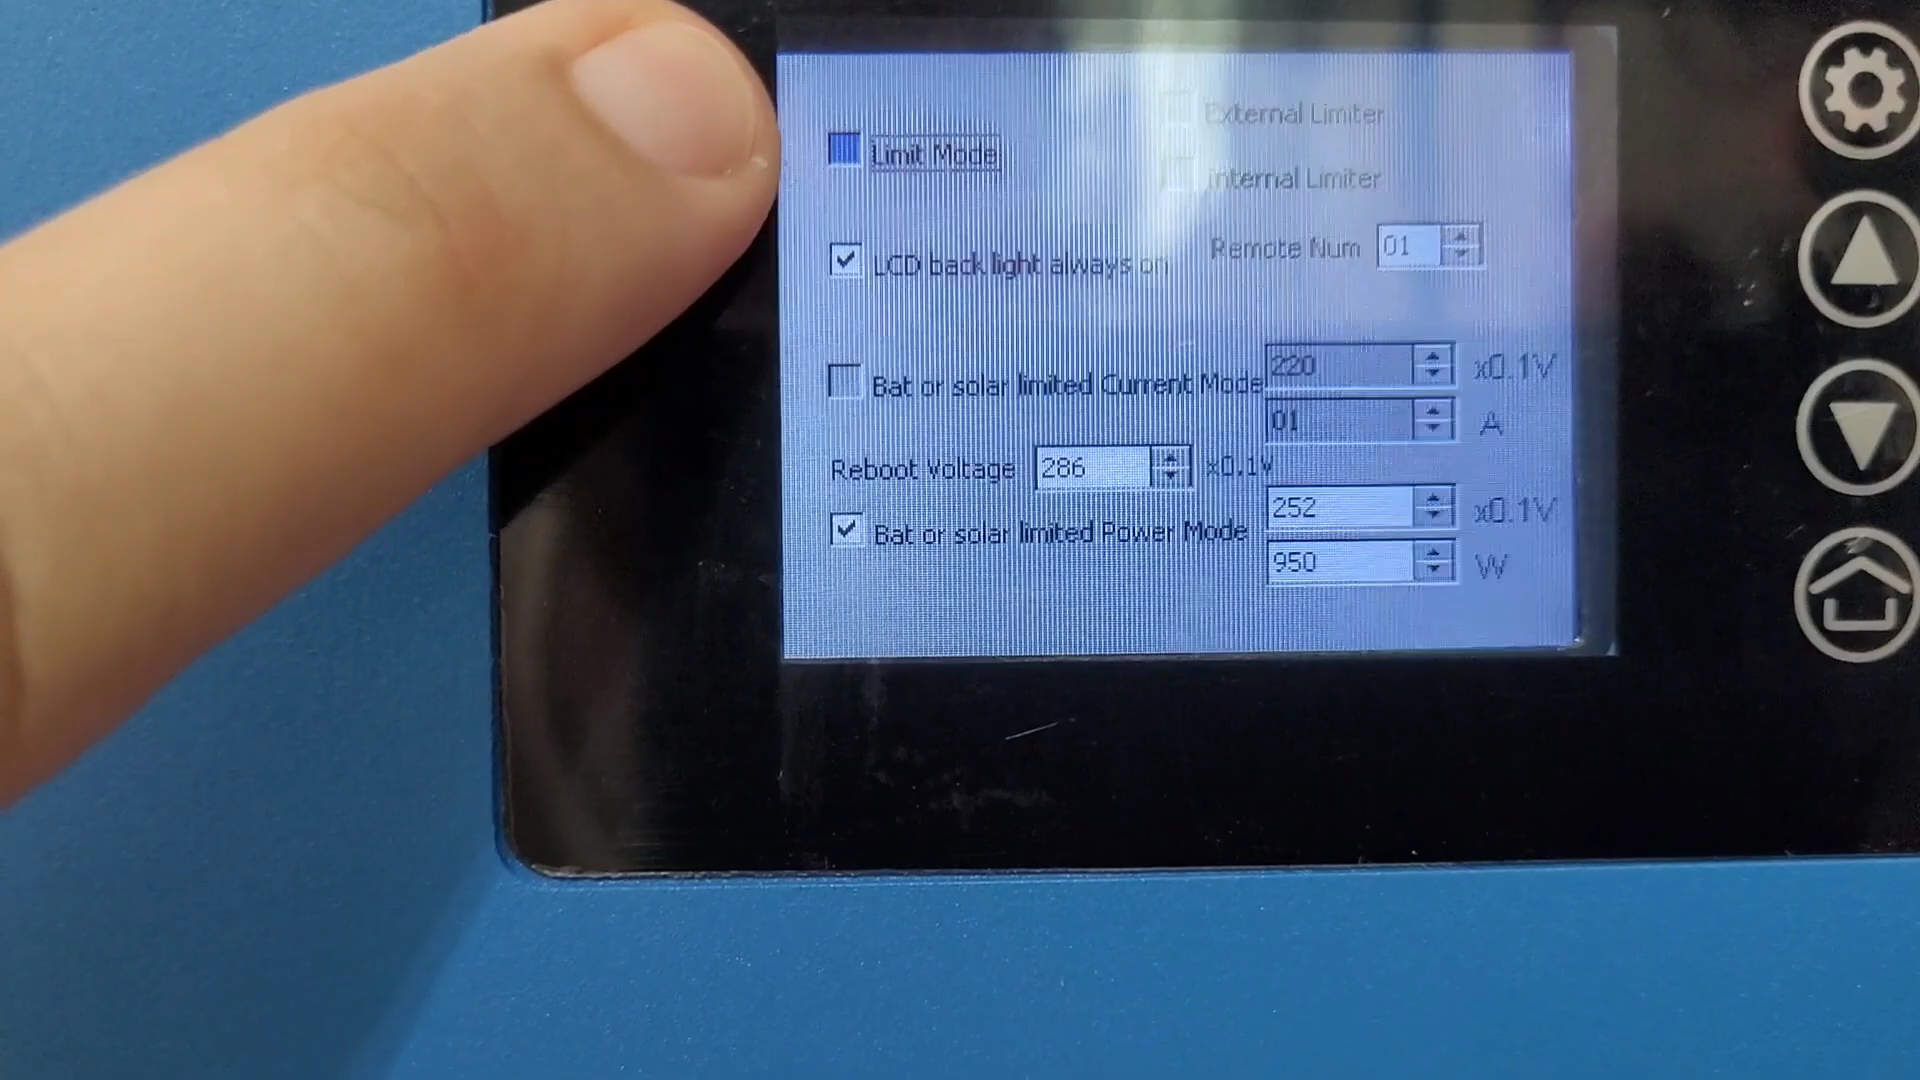 External Limiter
Limit Mode
Internal Limiter
Remote Num 01
LCD back light always on
220 x0.1V
Bat or solar limited Current Mode
01 A
Reboot Voltage 286 x0.1V
252 x0.1V
Bat or solar limited Power Mode
950 W